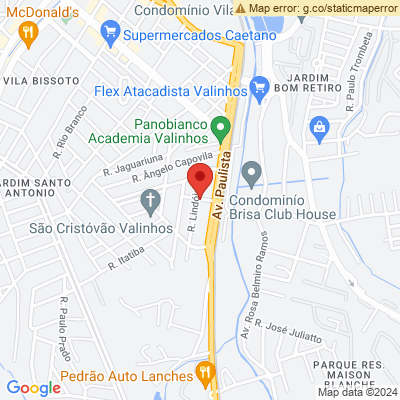 Condomínio Vila
Map error: g.co/staticmaperror
McDonald's
Supermercados Caetano
VILA BISSOTO
Flex Atacadista Valinhos
JARDIM
BOM RETIRO
R. Paulo Trombeta
R. Rio Branco
Panobianco
Academia Valinhos
R. Jaguariuna
R. Ângelo Capovila
Av. Paulista
JARDIM SANTO
ANTONIO
R. Lindó
Condomínio
Brisa Club House
São Cristóvão Valinhos
R. Itatiba
Av. Rosa Belmiro Ramos
R. Paulo Prado
R. José Juliatto
Pedrão Auto Lanches
PARQUE RES.
MAISON
BLANCHE
Google
Map data ©2024